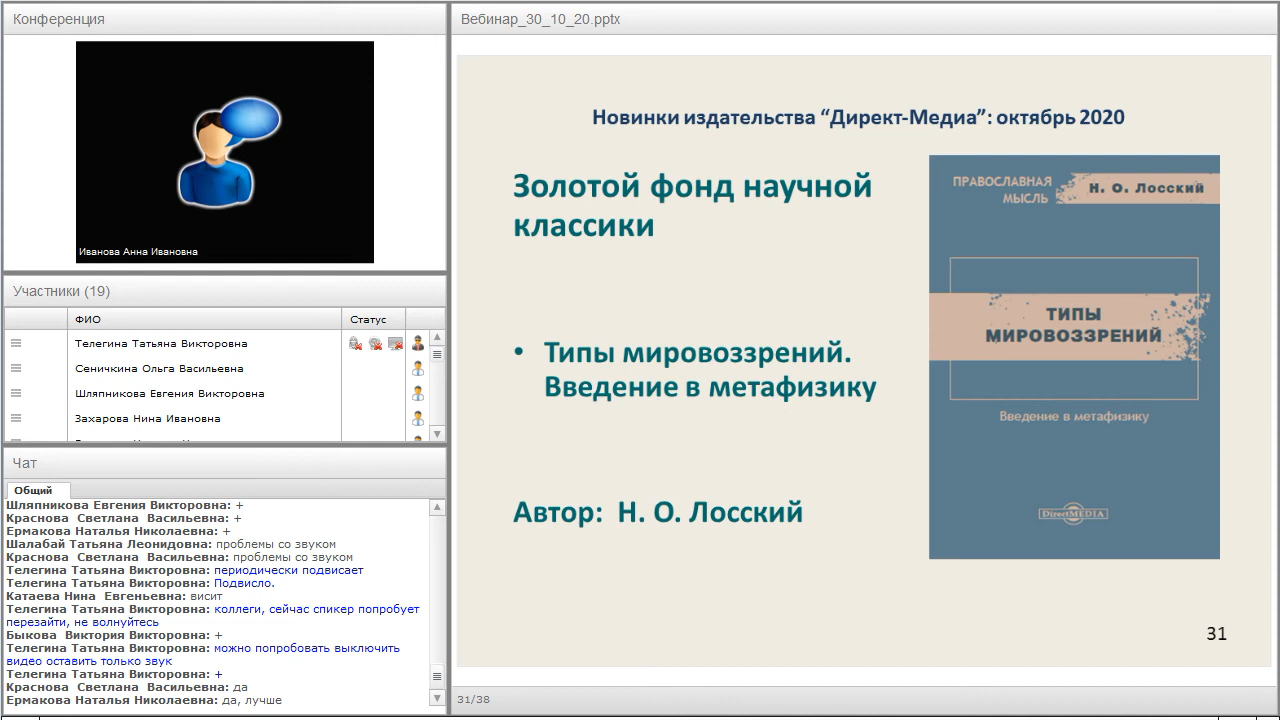 Конференция
Иванова Анна Ивановна
Участники (19)
ФИО
Статус
Телегина Татьяна Викторовна
Сеничкина Ольга Васильевна
Шляпникова Евгения Викторовна
Захарова Нина Ивановна
Чат
Общий
Шляпникова Евгения Викторовна: +
Краснова Светлана Васильевна: +
Ермакова Наталья Николаевна: +
Шалабай Татьяна Леонидовна: проблемы со звуком
Краснова Светлана Васильевна: проблемы со звуком
Телегина Татьяна Викторовна: периодически подвисает
Телегина Татьяна Викторовна: Подвисло.
Катаева Нина Евгеньевна: висит
Телегина Татьяна Викторовна: коллеги, сейчас спикер попробует
перезайти, не волнуйтесь
Быкова Виктория Викторовна: +
Телегина Татьяна Викторовна: можно попробовать выключить
видео оставить только звук
Телегина Татьяна Викторовна: +
Краснова Светлана Васильевна: да
Ермакова Наталья Николаевна: да, лучше
Вебинар_30_10_20.pptx
Новинки издательства “Директ-Медиа”: октябрь 2020
Золотой фонд научной
классики
• Типы мировоззрений.
Введение в метафизику
Автор: Н. О. Лосский
ПРАВОСЛАВНАЯ
МЫСЛЬ
Н. О. Лосский
ТИПЫ
МИРОВОЗЗРЕНИЙ
Введение в метафизику
DirectMEDIA
31
31/38